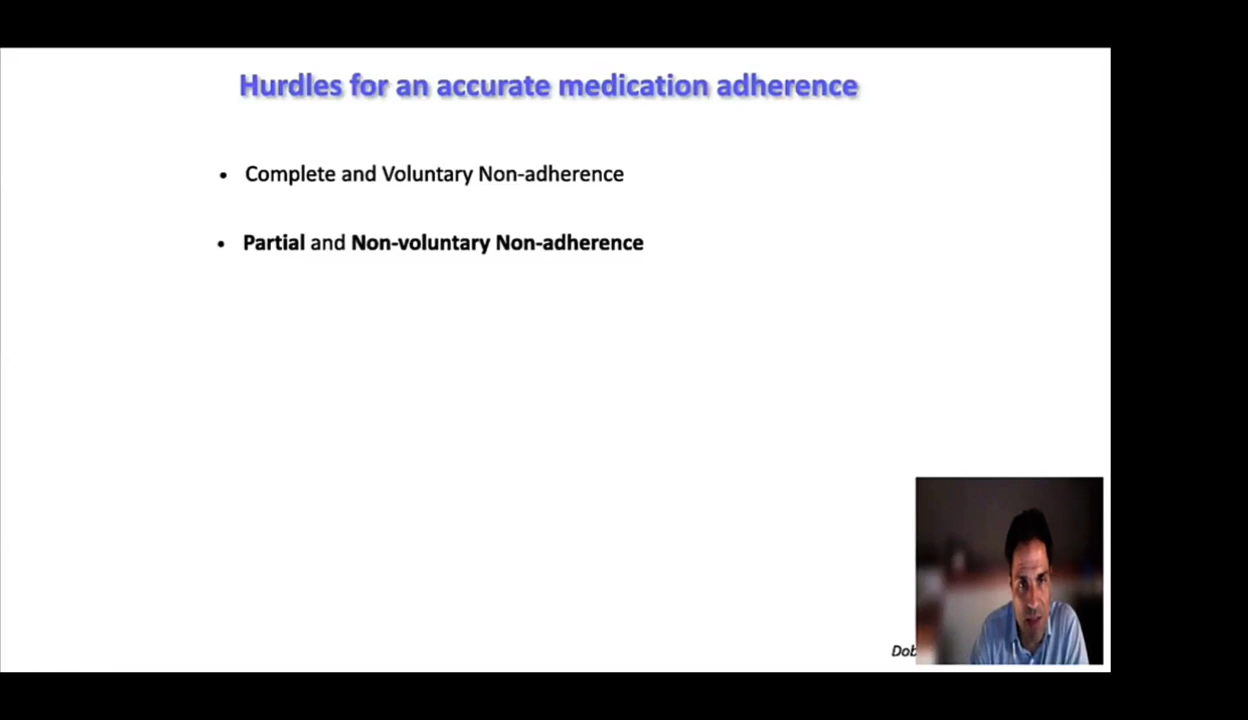 Hurdles for an accurate medication adherence
• Complete and Voluntary Non-adherence
• Partial and Non-voluntary Non-adherence